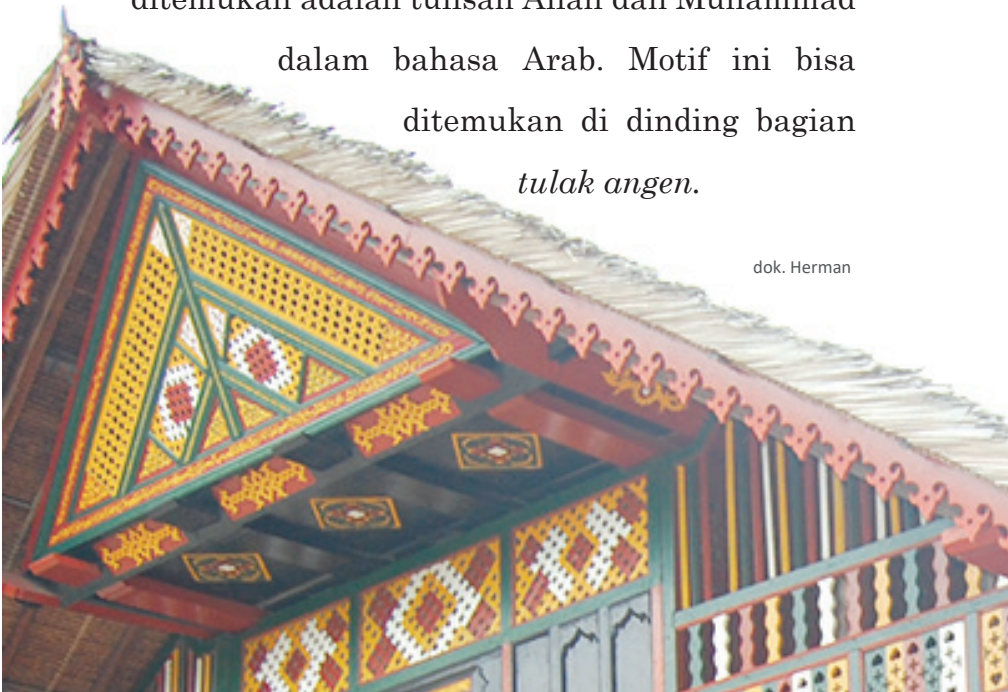 ditemukan adalah tulisan Allah dan Muhammad
dalam bahasa Arab. Motif ini bisa
ditemukan di dinding bagian
tulak angen.
dok. Herman